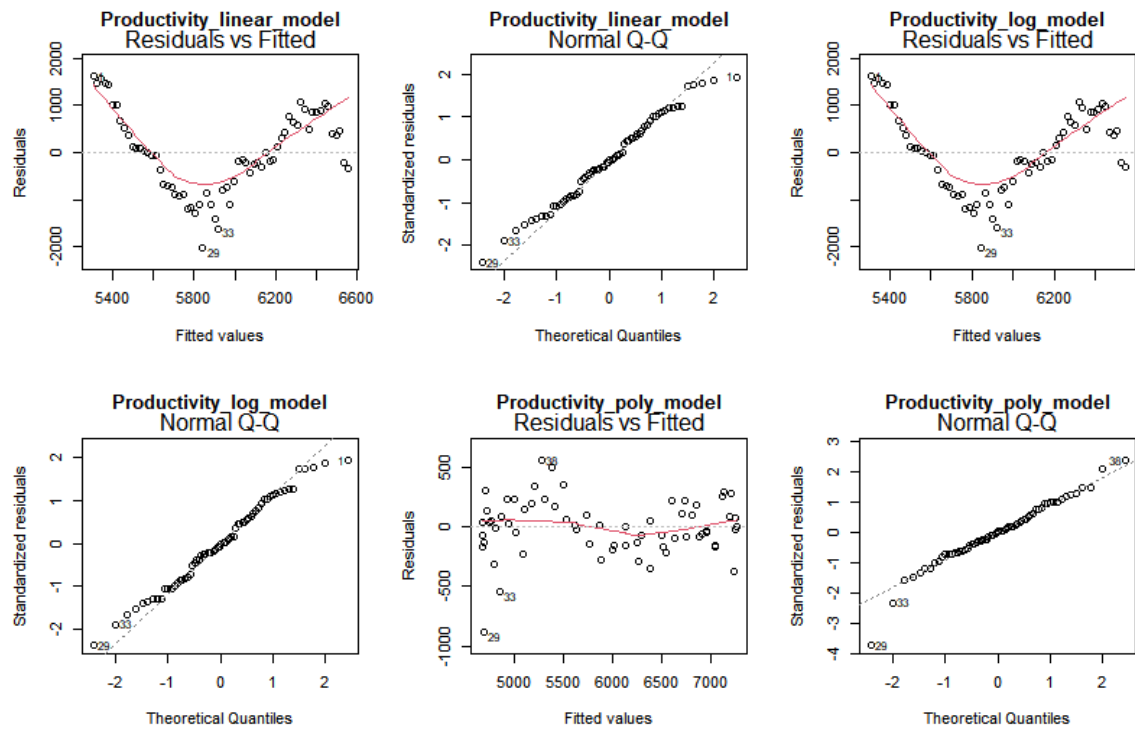 Productivity_linear_model
Residuals vs Fitted
2000
1000
0
-2000
Residuals
5400 5800 6200 6600
Fitted values
33
29
Productivity_linear_model
Normal Q-Q
2
1
0
-1
-2
Standardized residuals
-2 -1 0 1 2
Theoretical Quantiles
1
33
29
Productivity_log_model
Residuals vs Fitted
2000
1000
0
-2000
Residuals
5400 5800 6200
Fitted values
33
29
Productivity_log_model
Normal Q-Q
2
1
0
-1
-2
Standardized residuals
-2 -1 0 1 2
Theoretical Quantiles
1
33
29
Productivity_poly_model
Residuals vs Fitted
500
0
-500
-1000
Residuals
5000 5500 6000 6500 7000
Fitted values
38
33
29
Productivity_poly_model
Normal Q-Q
3
2
1
0
-1
-2
-3
-4
Standardized residuals
-2 -1 0 1 2
Theoretical Quantiles
38
33
29